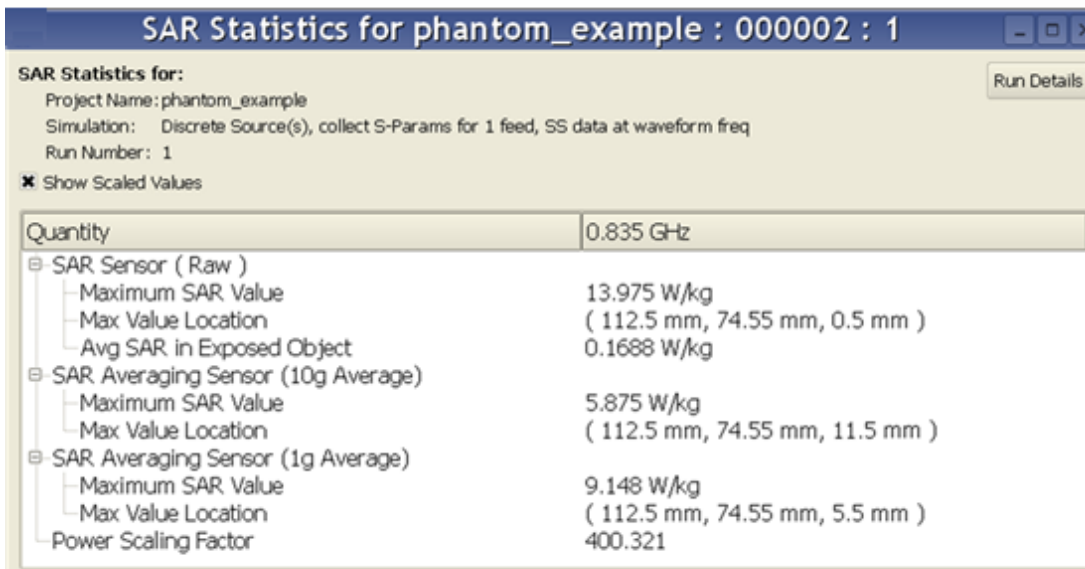 SAR Statistics for phantom_example : 000002 : 1
SAR Statistics for:
Run Details
Project Name: phantom_example
Simulation: Discrete Source(s), collect S-Params for 1 feed, SS data at waveform freq
Run Number: 1
Show Scaled Values
Quantity 0.835 GHz
SAR Sensor ( Raw )
Maximum SAR Value 13.975 W/kg
Max Value Location ( 112.5 mm, 74.55 mm, 0.5 mm )
Avg SAR in Exposed Object 0.1688 W/kg
SAR Averaging Sensor (10g Average)
Maximum SAR Value 5.875 W/kg
Max Value Location ( 112.5 mm, 74.55 mm, 11.5 mm )
SAR Averaging Sensor (1g Average)
Maximum SAR Value 9.148 W/kg
Max Value Location ( 112.5 mm, 74.55 mm, 5.5 mm )
Power Scaling Factor 400.321